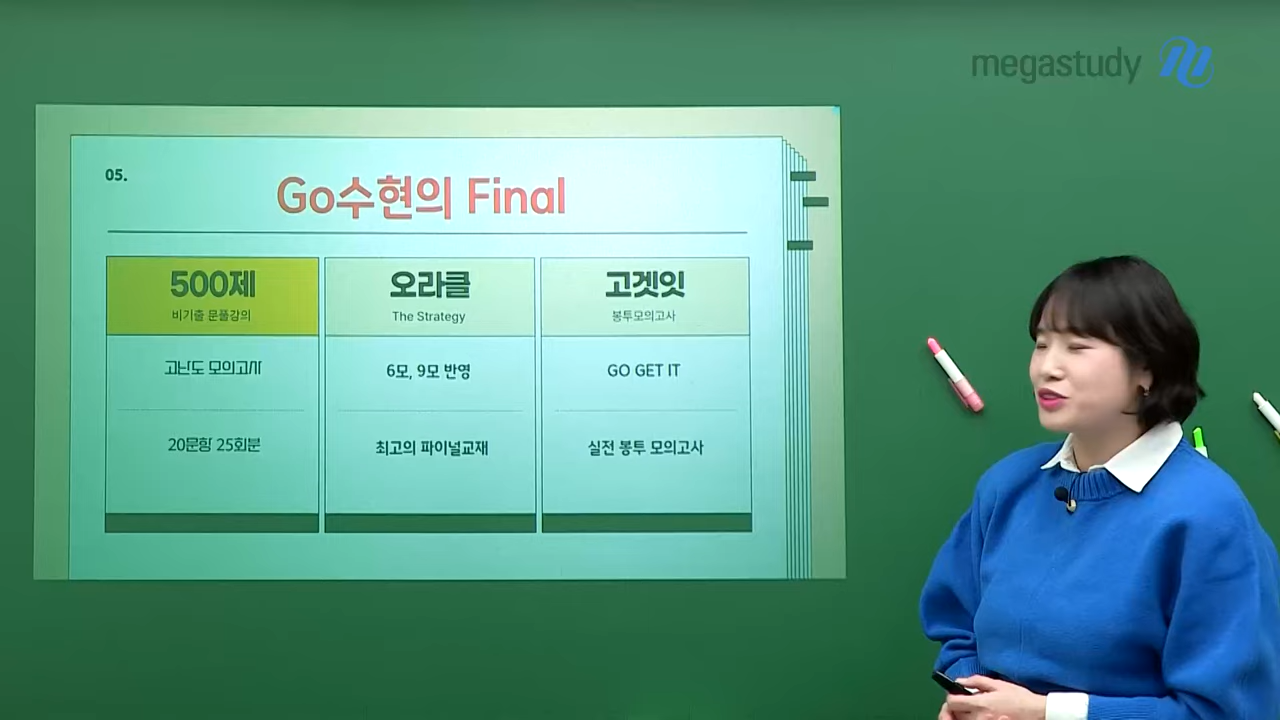 megastudy
05.
Go수현의 Final
500제
비기출 문풀강의
고난도 모의고사
20문항 25회분
오라클
The Strategy
6모, 9모 반영
최고의 파이널교재
고겟잇
봉투모의고사
GO GET IT
실전 봉투 모의고사